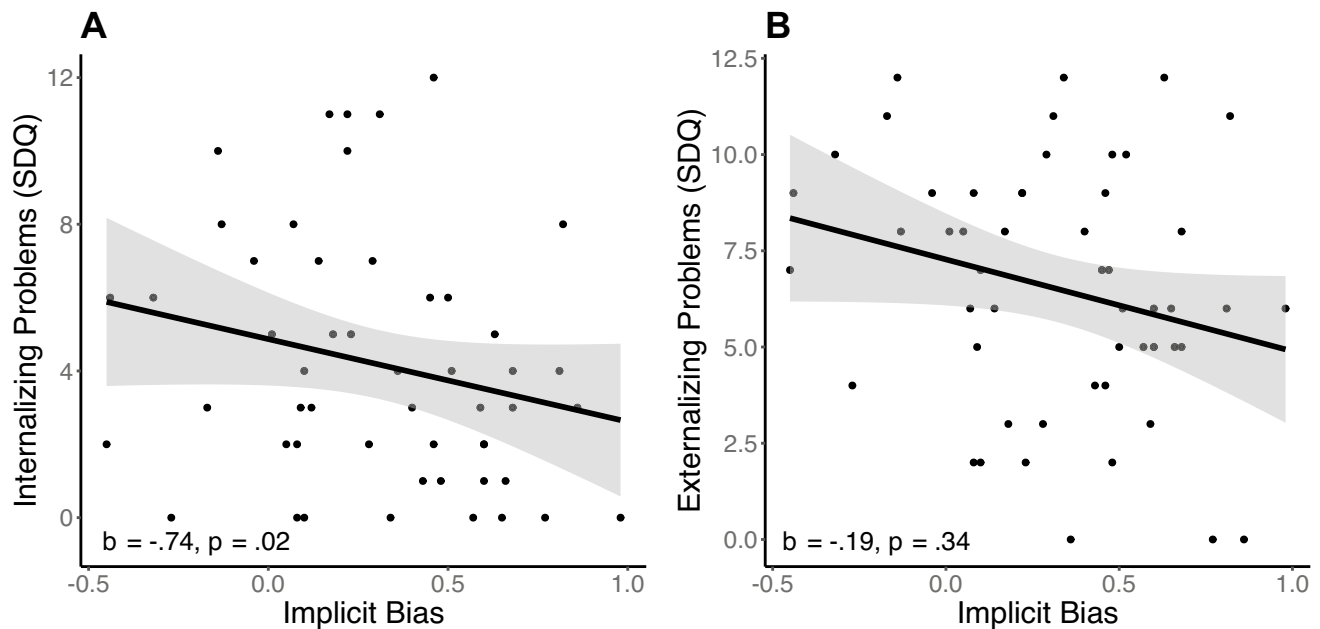 A
Internalizing Problems (SDQ)
12
8
4
0
b = -.74, p = .02
-0.5 0.0 0.5 1.0
Implicit Bias
B
Externalizing Problems (SDQ)
12.5
10.0
7.5
5.0
2.5
0.0
b = -.19, p = .34
-0.5 0.0 0.5 1.0
Implicit Bias